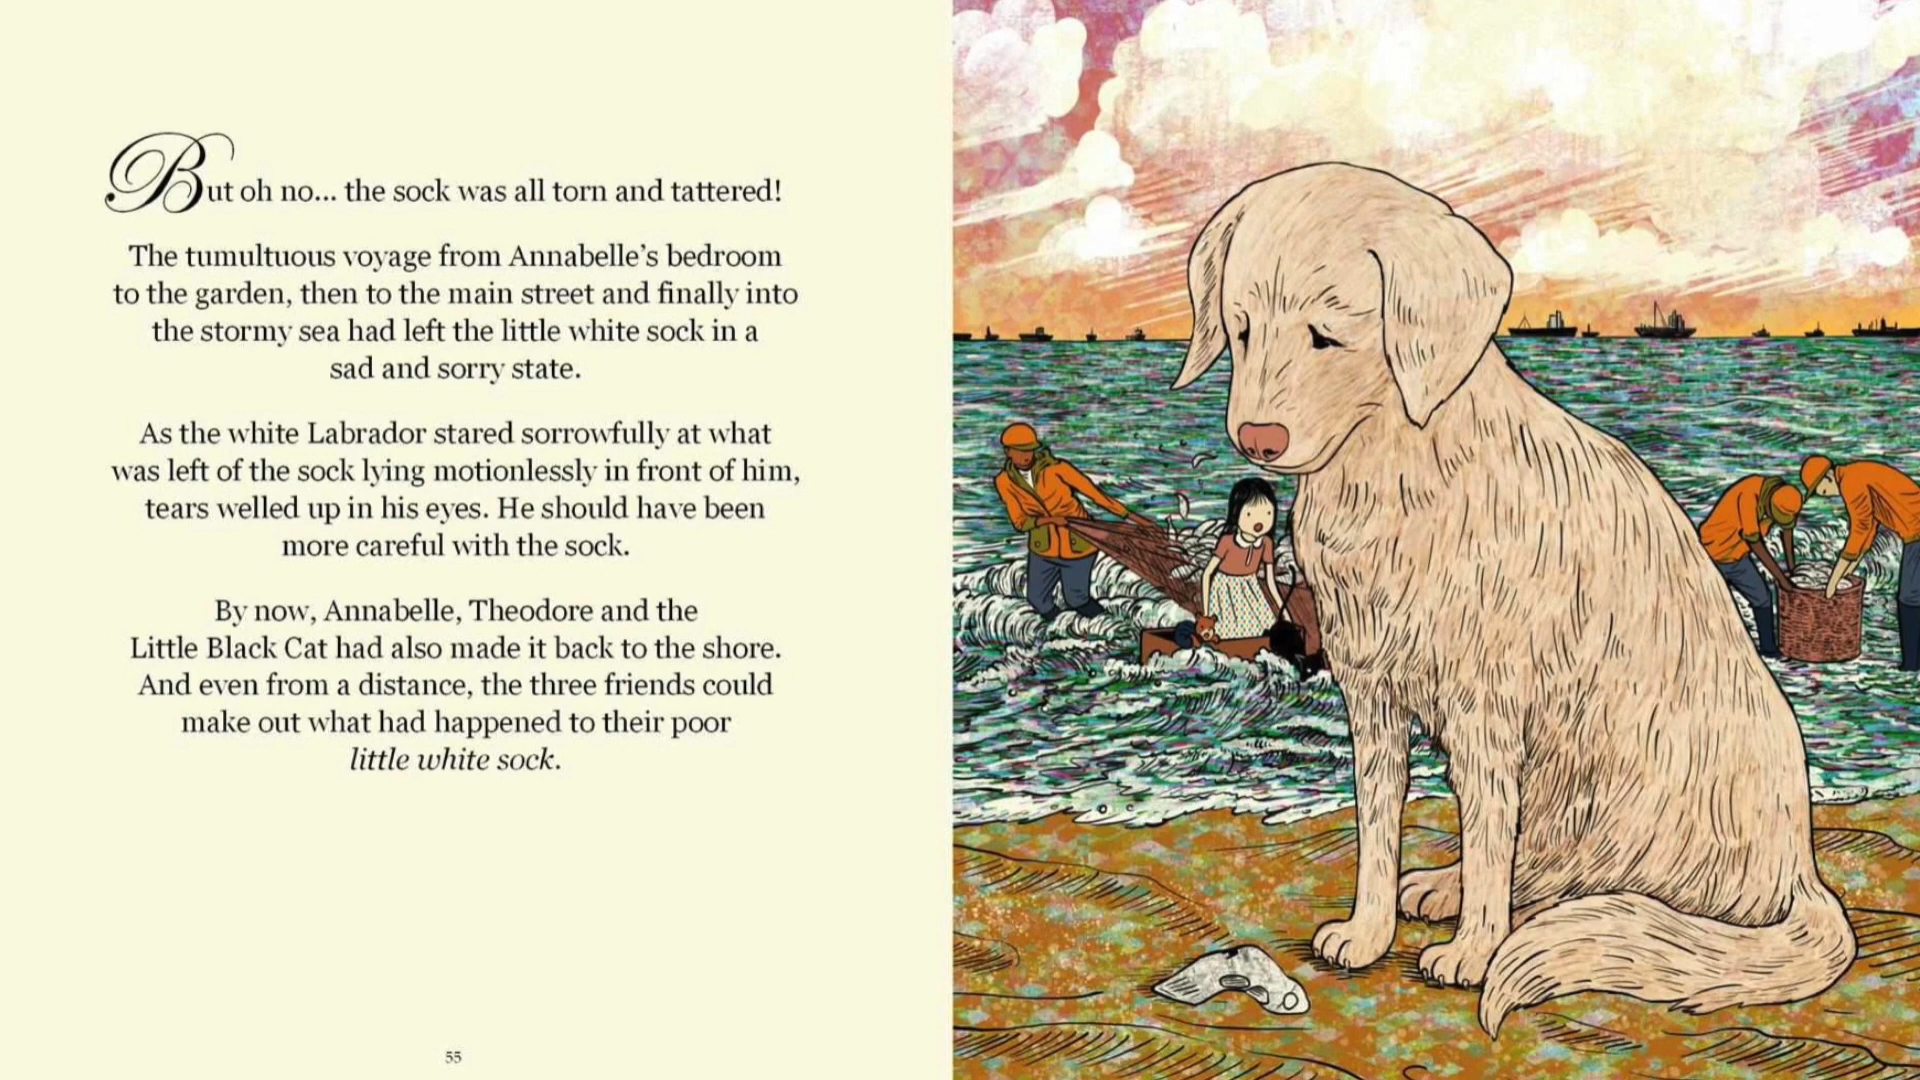 But oh no... the sock was all torn and tattered!
The tumultuous voyage from Annabelle's bedroom
to the garden, then to the main street and finally into
the stormy sea had left the little white sock in a
sad and sorry state.
As the white Labrador stared sorrowfully at what
was left of the sock lying motionlessly in front of him,
tears welled up in his eyes. He should have been
more careful with the sock.
By now, Annabelle, Theodore and the
Little Black Cat had also made it back to the shore.
And even from a distance, the three friends could
make out what had happened to their poor
little white sock.
55